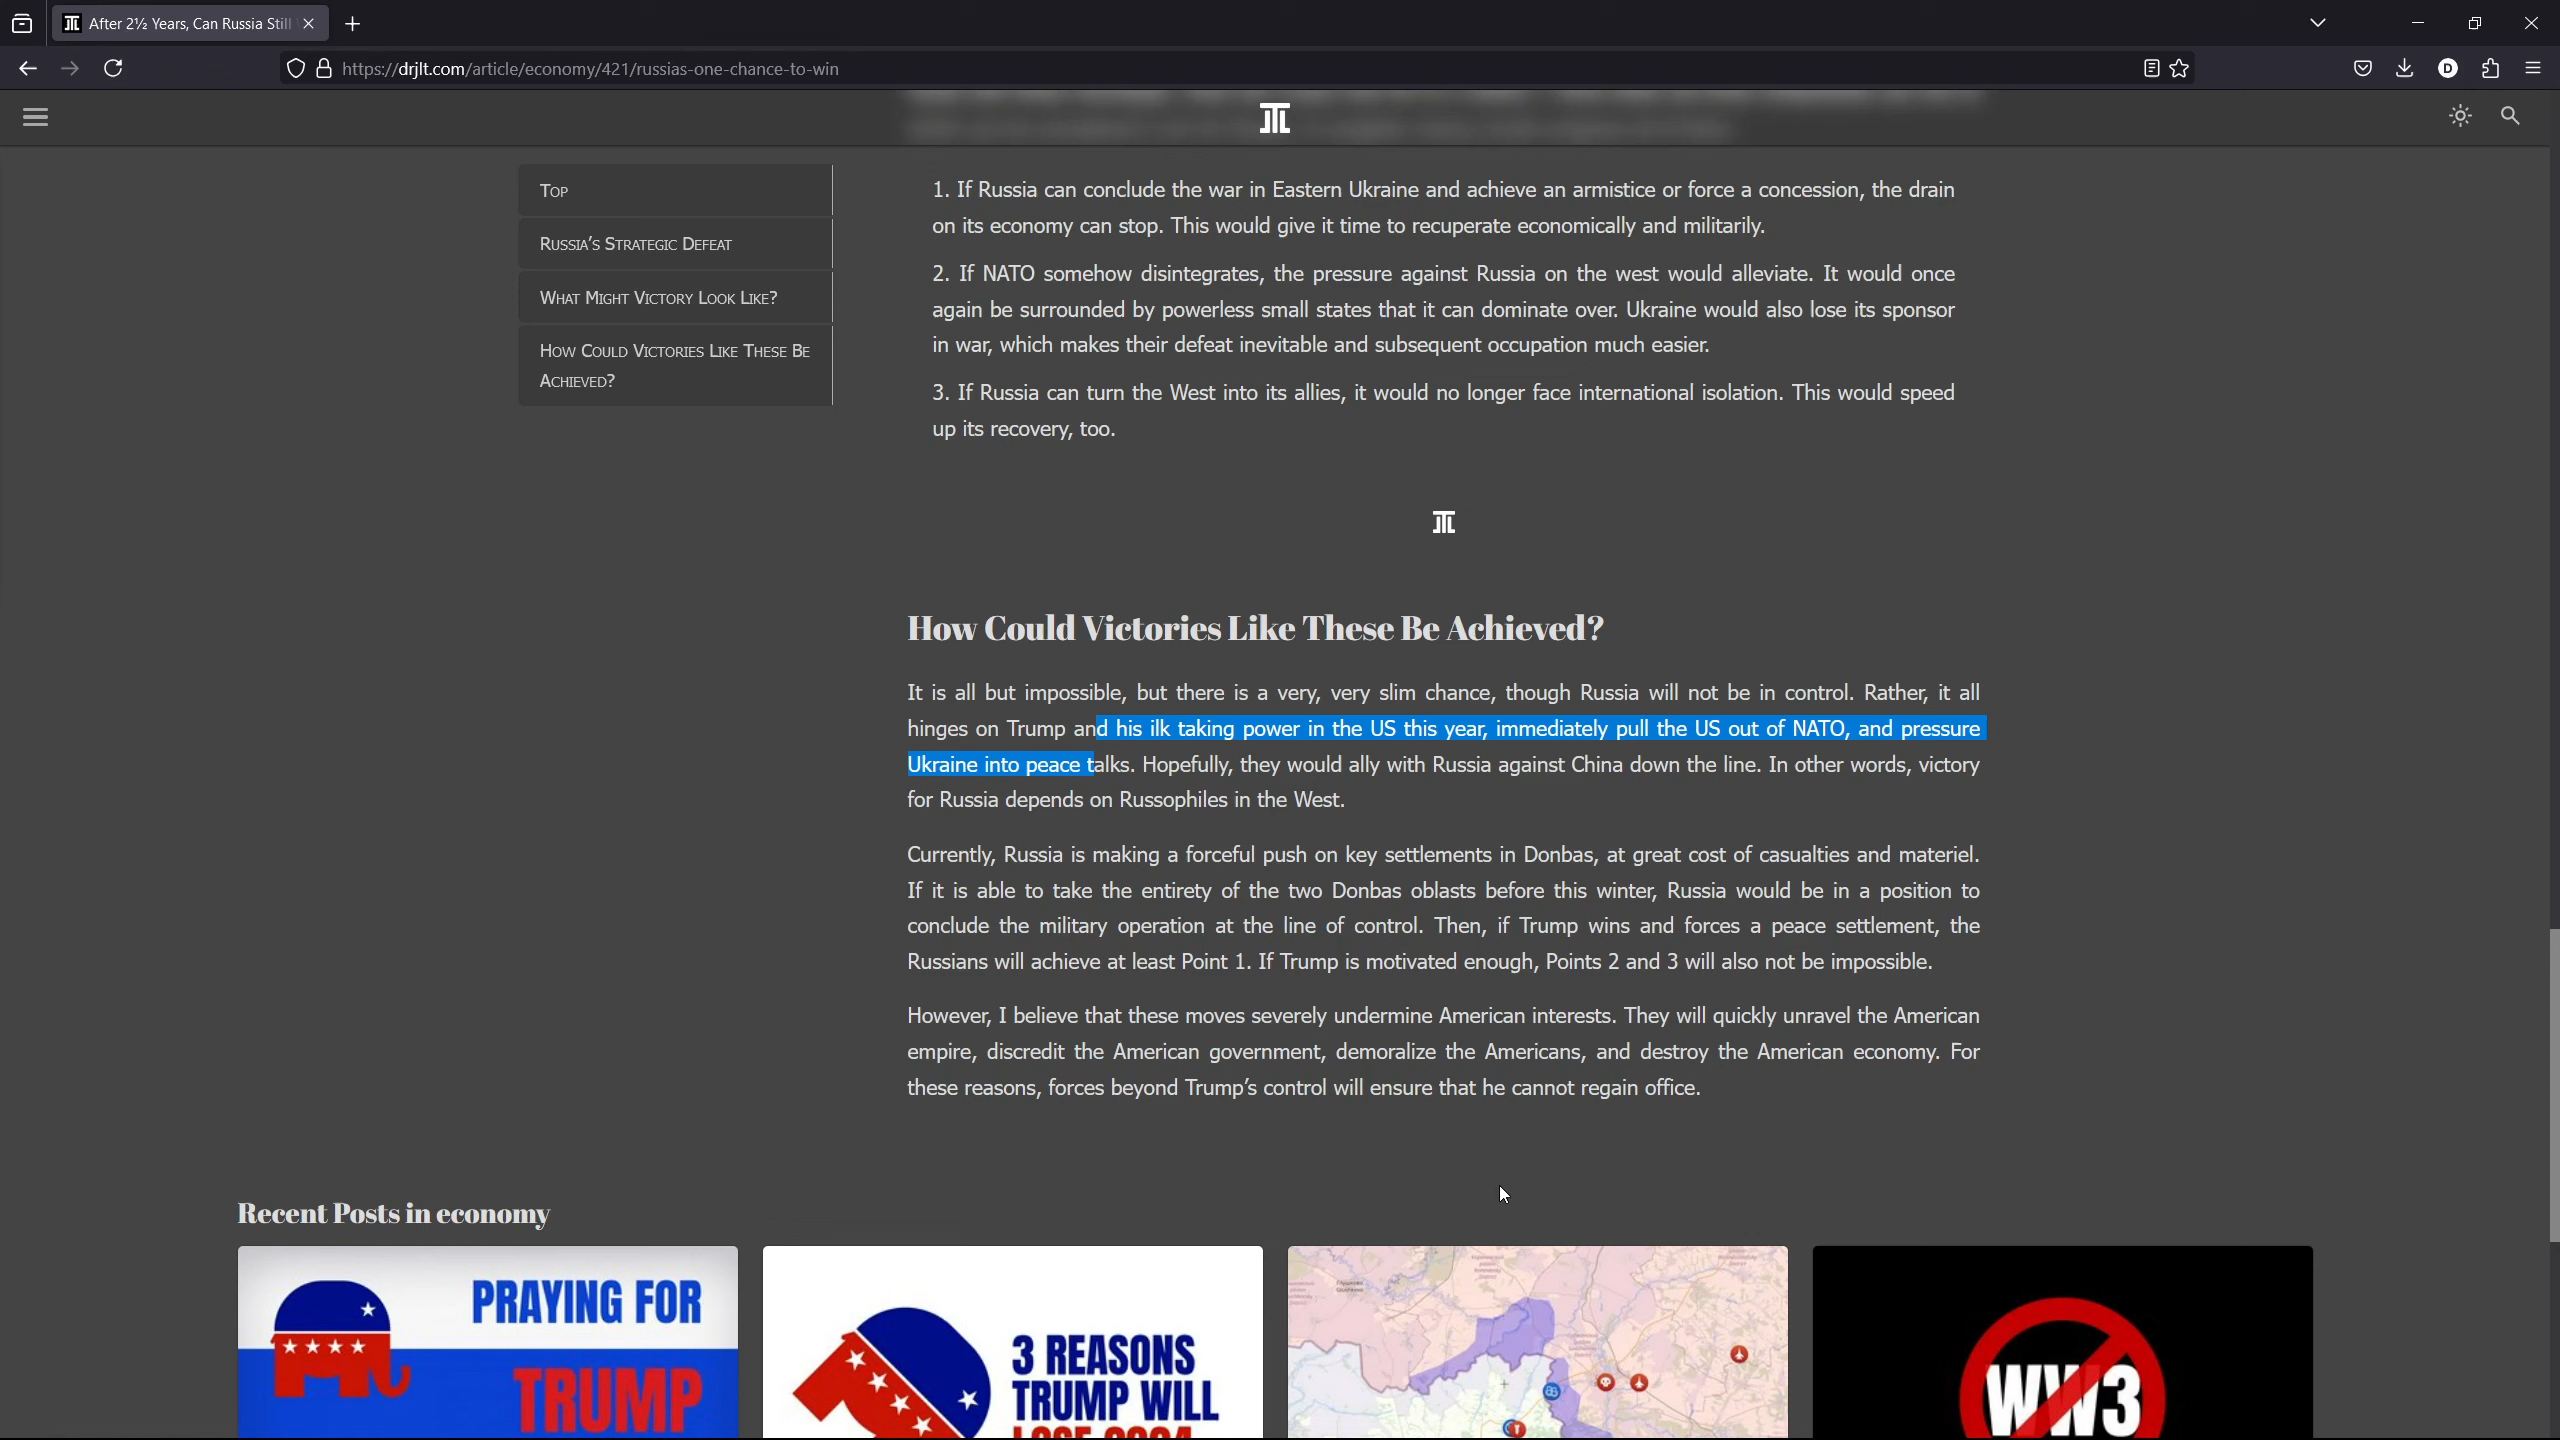 After 2½ Years, Can Russia Still
https://drjlt.com/article/economy/421/russias-one-chance-to-win
Top
Russia's Strategic Defeat
What Might Victory Look Like?
How Could Victories Like These Be
Achieved?
1. If Russia can conclude the war in Eastern Ukraine and achieve an armistice or force a concession, the drain
on its economy can stop. This would give it time to recuperate economically and militarily.
2. If NATO somehow disintegrates, the pressure against Russia on the west would alleviate. It would once
again be surrounded by powerless small states that it can dominate over. Ukraine would also lose its sponsor
in war, which makes their defeat inevitable and subsequent occupation much easier.
3. If Russia can turn the West into its allies, it would no longer face international isolation. This would speed
up its recovery, too.
How Could Victories Like These Be Achieved?
It is all but impossible, but there is a very, very slim chance, though Russia will not be in control. Rather, it all
hinges on Trump and his ilk taking power in the US this year, immediately pull the US out of NATO, and pressure
Ukraine into peace talks. Hopefully, they would ally with Russia against China down the line. In other words, victory
for Russia depends on Russophiles in the West.
Currently, Russia is making a forceful push on key settlements in Donbas, at great cost of casualties and materiel.
If it is able to take the entirety of the two Donbas oblasts before this winter, Russia would be in a position to
conclude the military operation at the line of control. Then, if Trump wins and forces a peace settlement, the
Russians will achieve at least Point 1. If Trump is motivated enough, Points 2 and 3 will also not be impossible.
However, I believe that these moves severely undermine American interests. They will quickly unravel the American
empire, discredit the American government, demoralize the Americans, and destroy the American economy. For
these reasons, forces beyond Trump's control will ensure that he cannot regain office.
Recent Posts in economy
PRAYING FOR
TRUMP
3 REASONS
TRUMP WILL
LOSE 2024
WW3